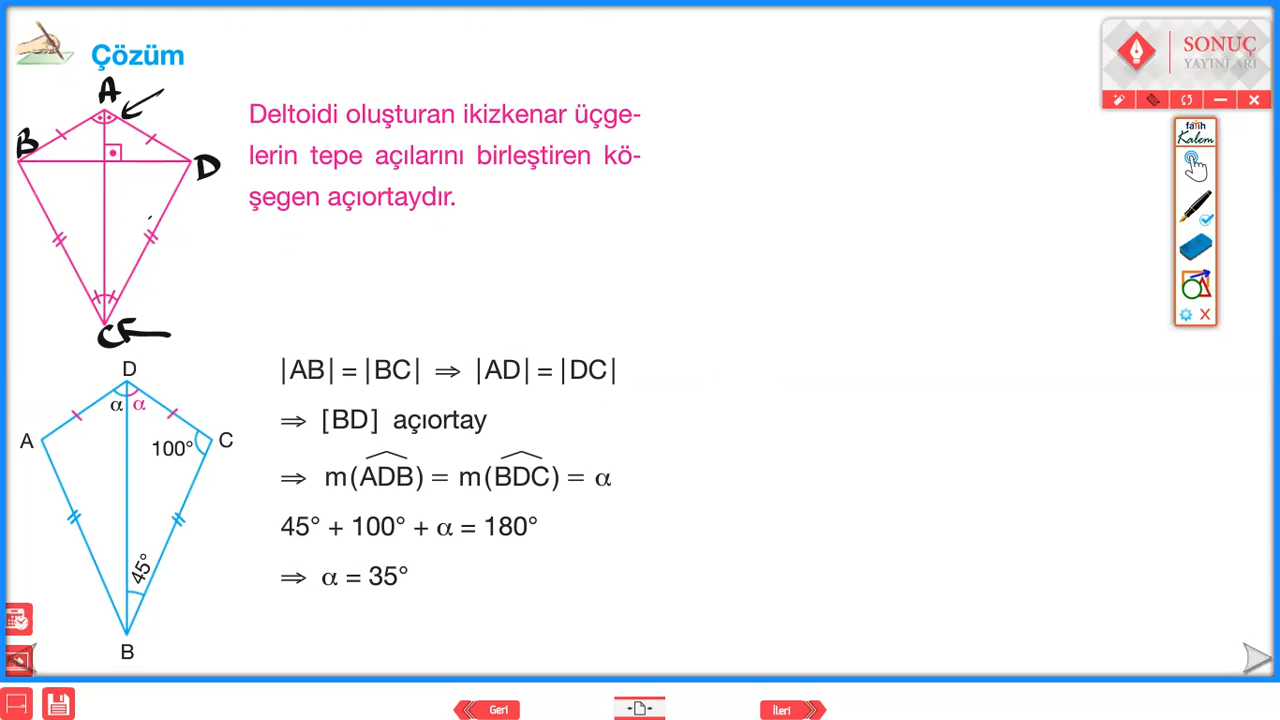 Çözüm
SONUÇ
YAYINLARI
A
B
D
C
Deltoidi oluşturan ikizkenar üçge-
lerin tepe açılarını birleştiren kö-
şegen açıortaydır.
fatih
Kalem
D
α α
A
100°
C
45°
B
|AB| = |BC| ⇒ |AD| = |DC|
⇒ [BD] açıortay
⇒ m(ADB) = m(BDC) = α
45° + 100° + α = 180°
⇒ α = 35°
Geri
İleri